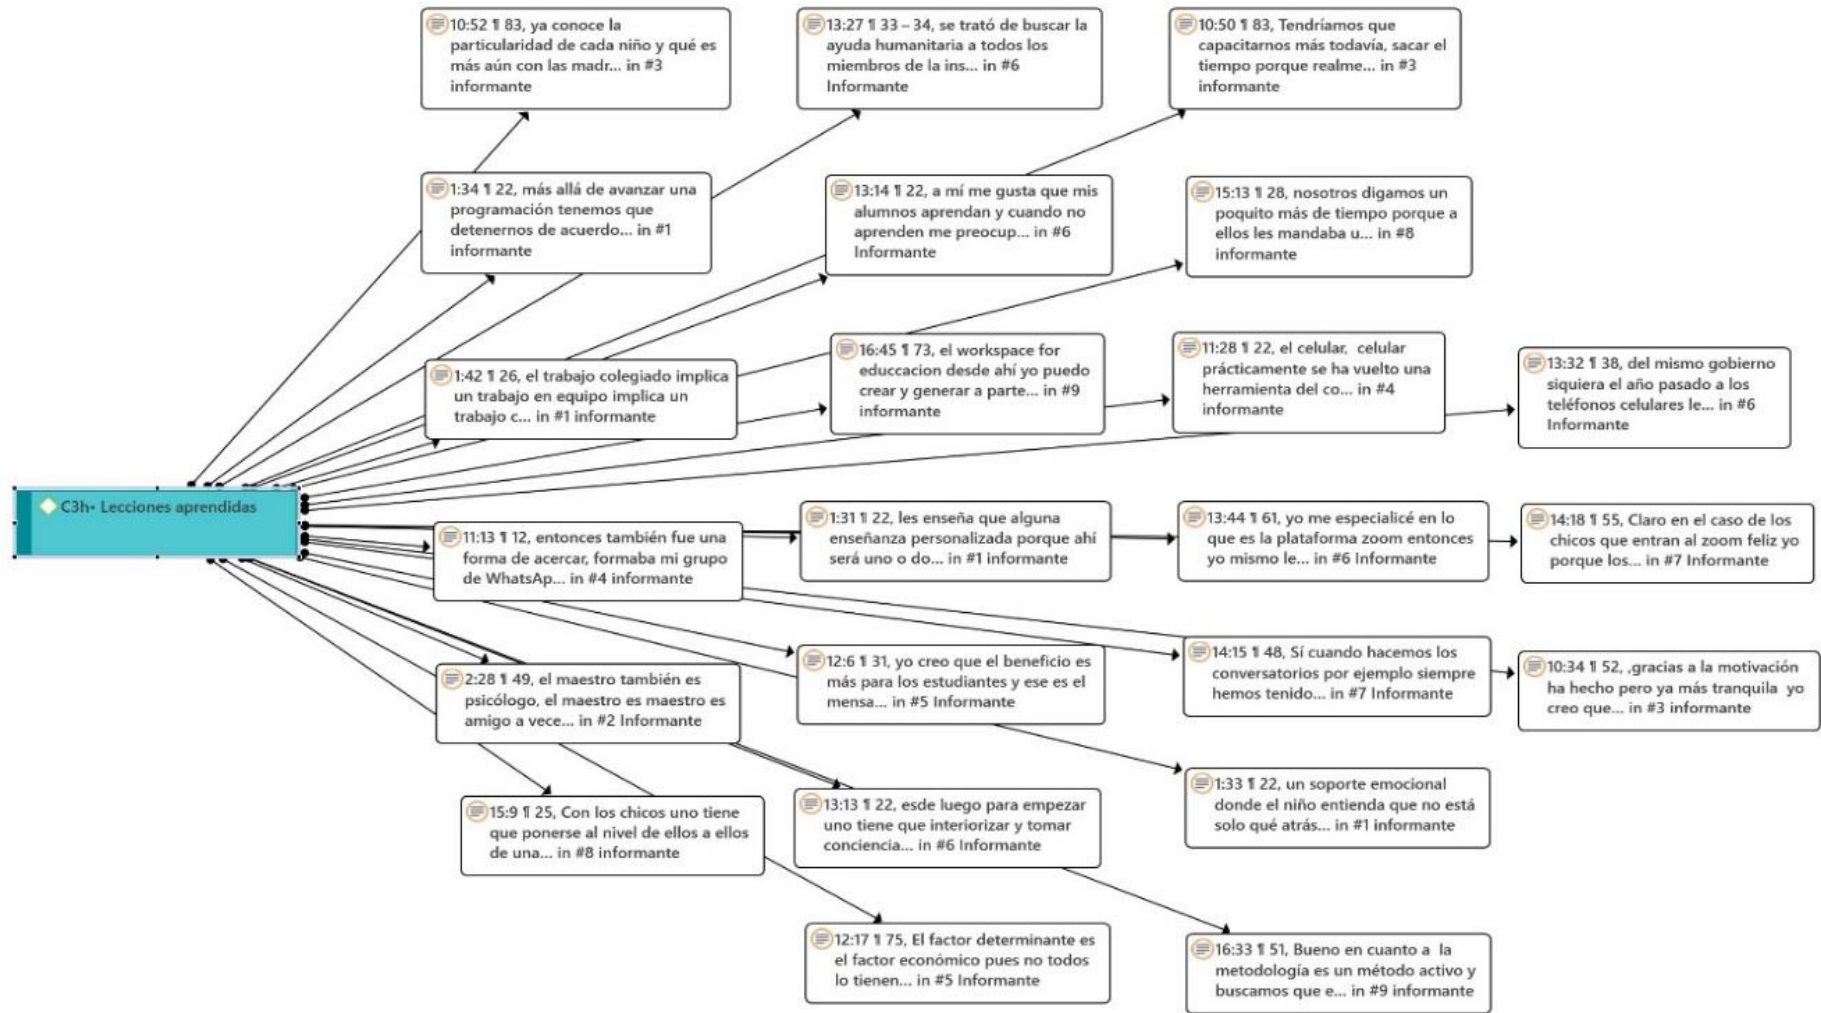 10:52 ¶ 83, ya conoce la
particularidad de cada niño y qué es
más aún con las madr... in #3
informante
13:27 ¶ 33 – 34, se trató de buscar la
ayuda humanitaria a todos los
miembros de la ins... in #6
Informante
10:50 ¶ 83, Tendríamos que
capacitarnos más todavía, sacar el
tiempo porque realme... in #3
informante
1:34 ¶ 22, más allá de avanzar una
programación tenemos que
detenernos de acuerdo... in #1
informante
13:14 ¶ 22, a mí me gusta que mis
alumnos aprendan y cuando no
aprenden me preocup... in #6
Informante
15:13 ¶ 28, nosotros digamos un
poquito más de tiempo porque a
ellos les mandaba u... in #8
informante
1:42 ¶ 26, el trabajo colegiado implica
un trabajo en equipo implica un
trabajo c... in #1 informante
16:45 ¶ 73, el workspace for
educcacion desde ahí yo puedo
crear y generar a parte... in #9
informante
11:28 ¶ 22, el celular,  celular
prácticamente se ha vuelto una
herramienta del co... in #4
informante
13:32 ¶ 38, del mismo gobierno
siquiera el año pasado a los
teléfonos celulares le... in #6
Informante
C3h• Lecciones aprendidas
11:13 ¶ 12, entonces también fue una
forma de acercar, formaba mi grupo
de WhatsAp... in #4 informante
1:31 ¶ 22, les enseña que alguna
enseñanza personalizada porque ahí
será uno o do... in #1 informante
13:44 ¶ 61, yo me especialicé en lo
que es la plataforma zoom entonces
yo mismo le... in #6 Informante
14:18 ¶ 55, Claro en el caso de los
chicos que entran al zoom feliz yo
porque los... in #7 Informante
2:28 ¶ 49, el maestro también es
psicólogo, el maestro es maestro es
amigo a vece... in #2 Informante
12:6 ¶ 31, yo creo que el beneficio es
más para los estudiantes y ese es el
mensa... in #5 Informante
14:15 ¶ 48, Sí cuando hacemos los
conversatorios por ejemplo siempre
hemos tenido... in #7 Informante
10:34 ¶ 52, ,gracias a la motivación
ha hecho pero ya más tranquila  yo
creo que... in #3 informante
1:33 ¶ 22, un soporte emocional
donde el niño entienda que no está
solo qué atrás... in #1 informante
15:9 ¶ 25, Con los chicos uno tiene
que ponerse al nivel de ellos a ellos
de una... in #8 informante
13:13 ¶ 22, esde luego para empezar
uno tiene que interiorizar y tomar
conciencia... in #6 Informante
12:17 ¶ 75, El factor determinante es
el factor económico pues no todos
lo tienen... in #5 Informante
16:33 ¶ 51, Bueno en cuanto a  la
metodología es un método activo y
buscamos que e... in #9 informante